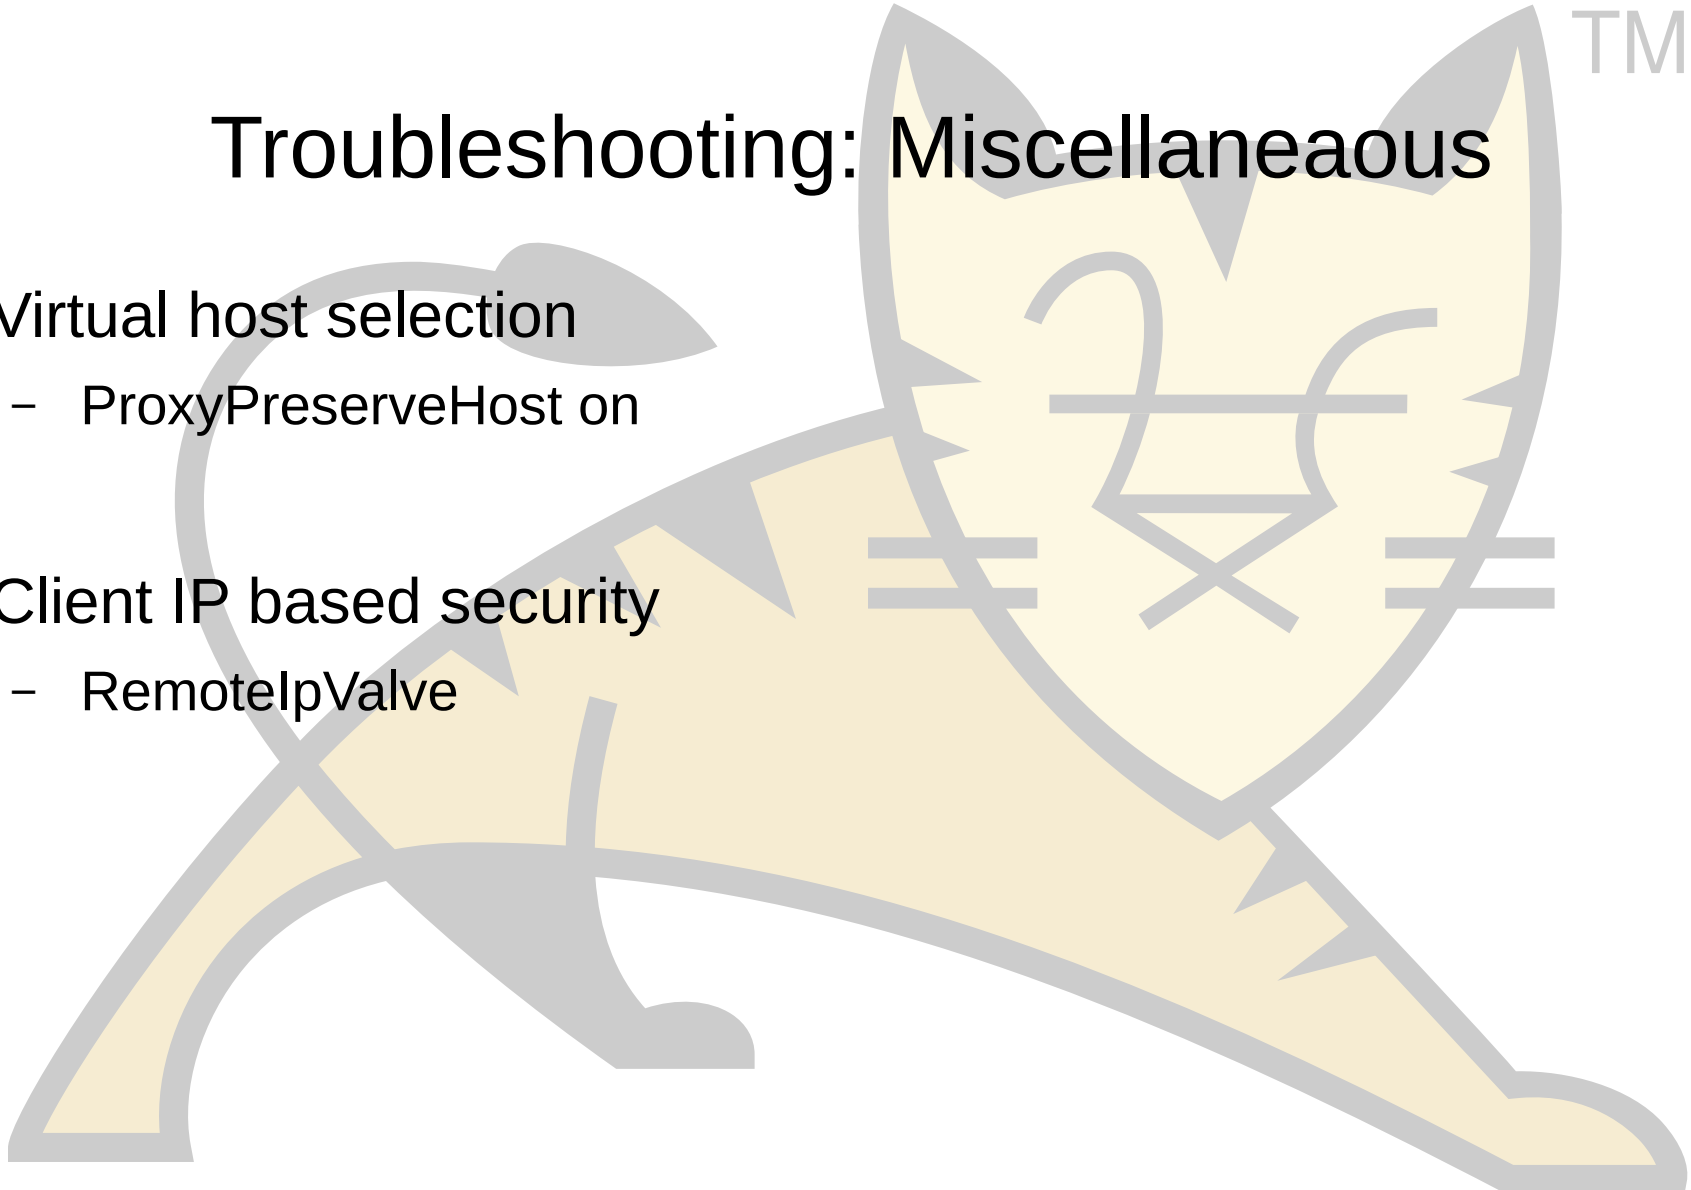 TM
Troubleshooting: Miscellaneaous
Virtual host selection
– ProxyPreserveHost on
Client IP based security
– RemoteIpValve